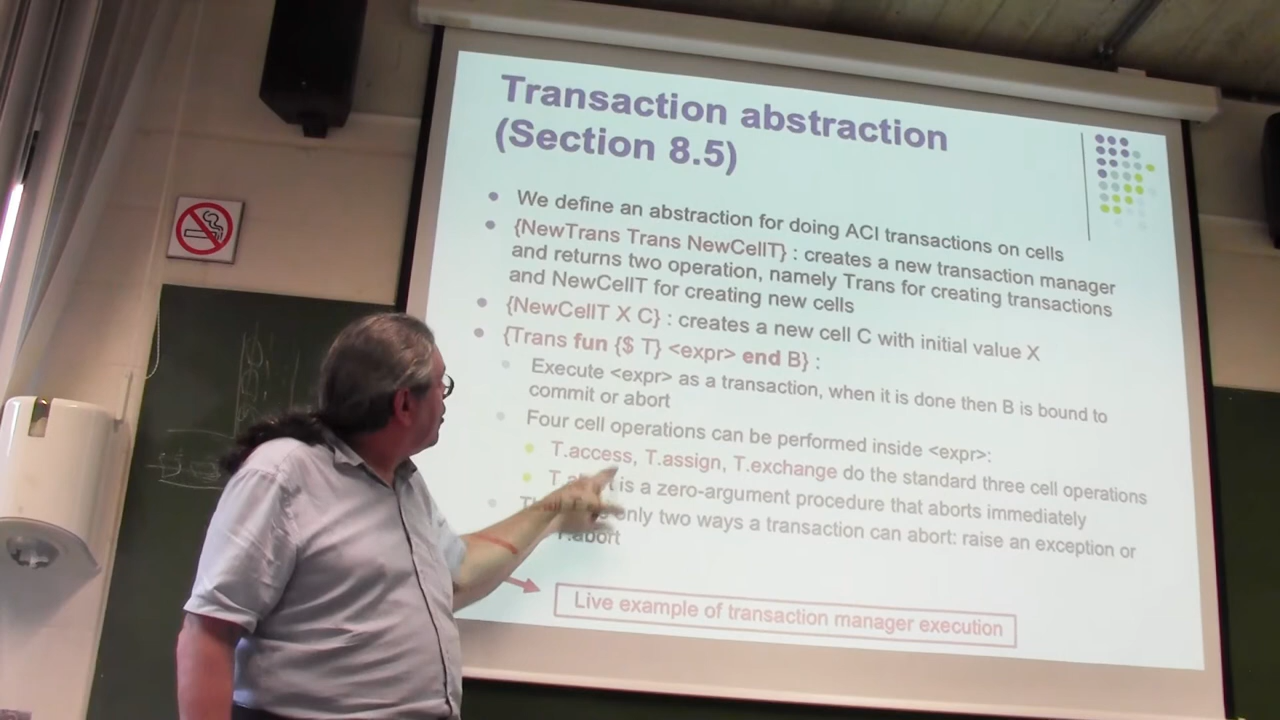 Transaction abstraction
(Section 8.5)
We define an abstraction for doing ACI transactions on cells
{NewTrans Trans NewCellT} : creates a new transaction manager
and returns two operation, namely Trans for creating transactions
and NewCellT for creating new cells
{NewCellT X C} : creates a new cell C with initial value X
{Trans fun {$ T} <expr> end B} :
Execute <expr> as a transaction, when it is done then B is bound to
commit or abort
Four cell operations can be performed inside <expr>:
T.access, T.assign, T.exchange do the standard three cell operations
is a zero-argument procedure that aborts immediately
only two ways a transaction can abort: raise an exception or
T.abort
Live example of transaction manager execution